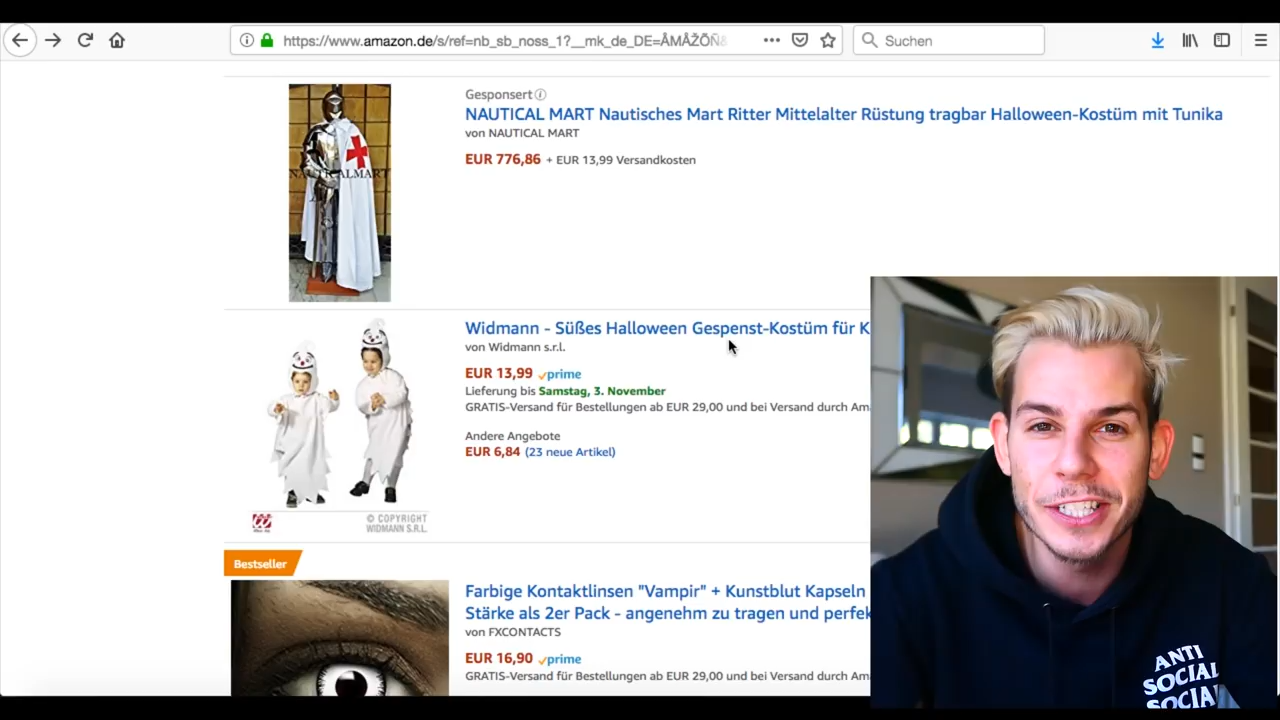 https://www.amazon.de/s/ref=nb_sb_noss_1?__mk_de_DE=ÅMÅŽÕÑ&
Suchen
Gesponsert
NAUTICAL MART Nautisches Mart Ritter Mittelalter Rüstung tragbar Halloween-Kostüm mit Tunika
von NAUTICAL MART
EUR 776,86 + EUR 13,99 Versandkosten
NAUTICALMART
Widmann - Süßes Halloween Gespenst-Kostüm für K
von Widmann s.r.l.
EUR 13,99 prime
Lieferung bis Samstag, 3. November
GRATIS-Versand für Bestellungen ab EUR 29,00 und bei Versand durch Am
Andere Angebote
EUR 6,84 (23 neue Artikel)
© COPYRIGHT
WIDMANN S.R.L.
Bestseller
Farbige Kontaktlinsen "Vampir" + Kunstblut Kapseln
Stärke als 2er Pack - angenehm zu tragen und perfek
von FXCONTACTS
EUR 16,90 prime
GRATIS-Versand für Bestellungen ab EUR 29,00 und bei Versand durch Am
ANTI
SOCIAL
SOCIAL